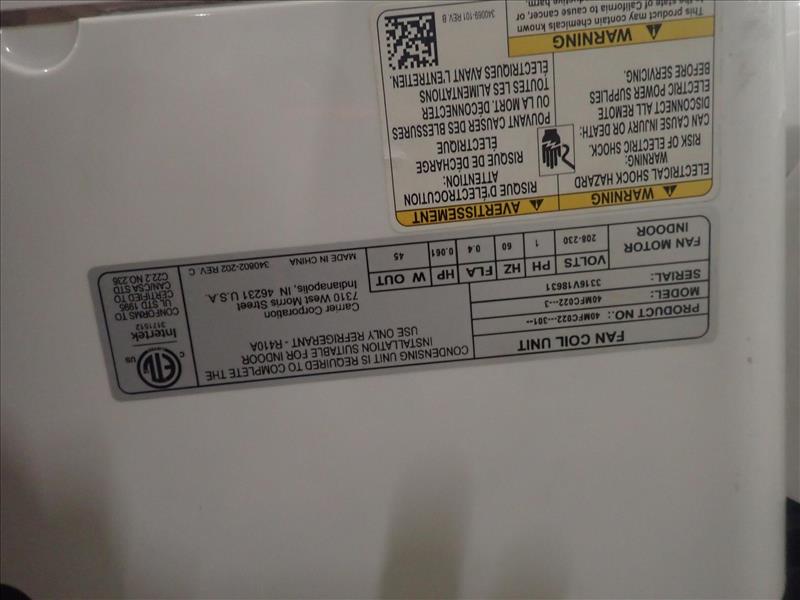 FAN COIL UNIT
PRODUCT NO.: 40MFC022---301--
MODEL: 40MFC022---3
SERIAL: 3316V18631
FAN MOTOR VOLTS PH HZ FLA HP W OUT
INDOOR 208-230 1 60 0.4 0.061 45
CONDENSING UNIT IS REQUIRED TO COMPLETE THE
INSTALLATION SUITABLE FOR INDOOR
USE ONLY REFRIGERANT - R410A
Carrier Corporation
7310 West Morris Street
Indianapolis, IN 46231 U.S.A.
MADE IN CHINA 340802-202 REV. C
ETL
C US
Intertek
3171512
CONFORMS TO
UL STD 1995
CERTIFIED TO
CAN/CSA STD
C22.2 NO.236
WARNING
ELECTRICAL SHOCK HAZARD
WARNING:
RISK OF ELECTRIC SHOCK.
CAN CAUSE INJURY OR DEATH:
DISCONNECT ALL REMOTE
ELECTRIC POWER SUPPLIES
BEFORE SERVICING.
AVERTISSEMENT
RISQUE D'ÉLECTROCUTION
ATTENTION:
RISQUE DE DÉCHARGE
ÉLECTRIQUE
POUVANT CAUSER DES BLESSURES
OU LA MORT. DÉCONNECTER
TOUTES LES ALIMENTATIONS
ÉLECTRIQUES AVANT L'ENTRETIEN.
WARNING
This product may contain chemicals known
to the state of California to cause cancer, or
harm.
340069-101 REV. B